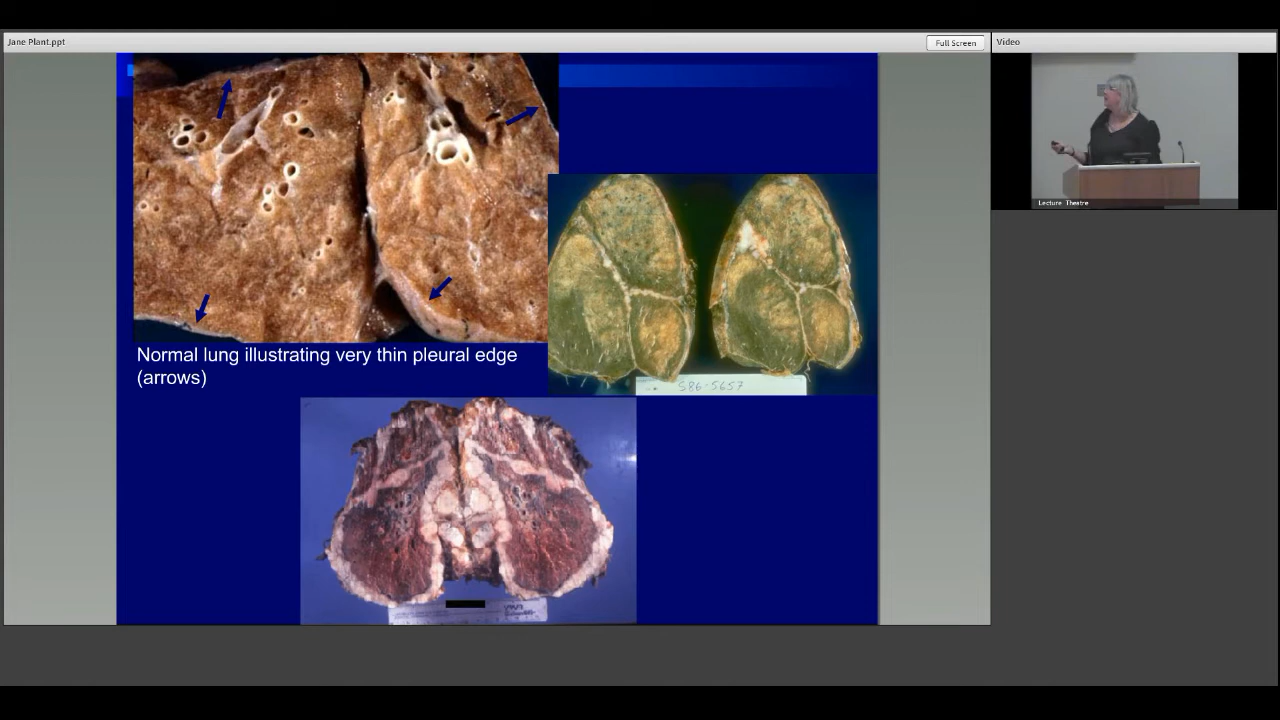 Jane Plant.ppt
Full Screen
Video
Lecture Theatre
Normal lung illustrating very thin pleural edge
(arrows)
S86-5657